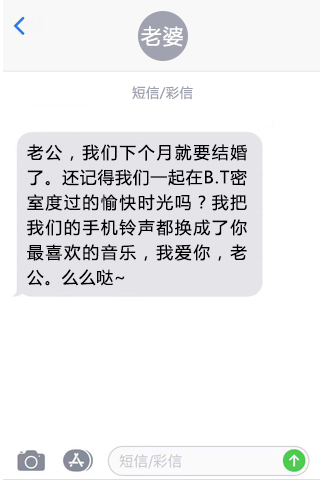 老婆
短信/彩信
老公，我们下个月就要结婚
了。还记得我们一起在B.T密
室度过的愉快时光吗？我把
我们的手机铃声都换成了你
最喜欢的音乐，我爱你，老
公。么么哒~
短信/彩信